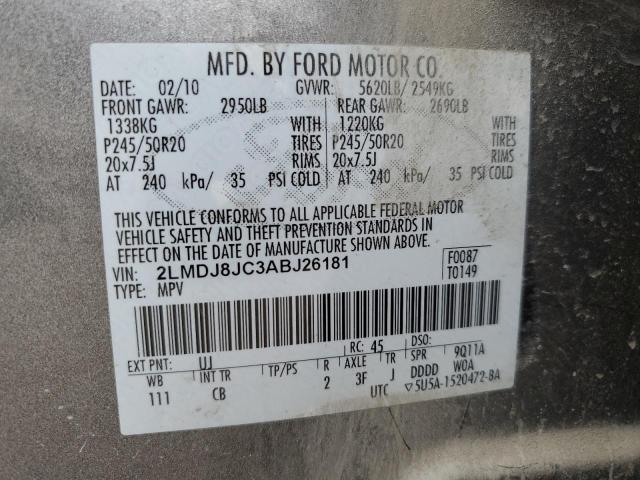 MFD. BY FORD MOTOR CO.
DATE: 02/10 GVWR: 5620LB/ 2549KG
FRONT GAWR: 2950LB REAR GAWR: 2690LB
1338KG WITH 1220KG WITH
P245/50R20 TIRES P245/50R20 TIRES
20x7.5J RIMS 20x7.5J RIMS
AT 240 kPa/ 35 PSI COLD AT 240 kPa/ 35 PSI COLD
THIS VEHICLE CONFORMS TO ALL APPLICABLE FEDERAL MOTOR
VEHICLE SAFETY AND THEFT PREVENTION STANDARDS IN
EFFECT ON THE DATE OF MANUFACTURE SHOWN ABOVE.
VIN: 2LMDJ8JC3ABJ26181 F0087
TYPE: MPV T0149
EXT PNT: UJ RC: 45 DSO:
WB INT TR TP/PS R AXLE TR SPR 9Q11A
111 CB 2 3F J DDDD WOA
UTC ▽5U5A-1520472-BA